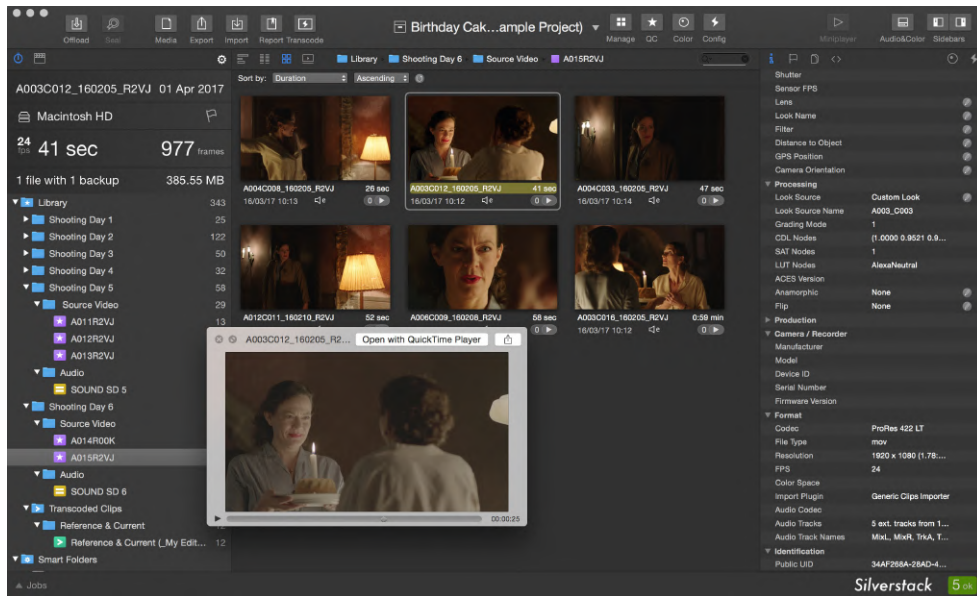 Birthday Cak...ample Project)
Offload
Seal
Media
Export
Import
Report
Transcode
Manage
QC
Color
Config
Miniplayer
Audio&Color
Sidebars
Library
Shooting Day 6
Source Video
A015R2VJ
Sort by:
Duration
Ascending
A003C012_160205_R2VJ 01 Apr 2017
Macintosh HD
24 fps 41 sec 977 frames
1 file with 1 backup 385.55 MB
Library 343
Shooting Day 1 25
Shooting Day 2 122
Shooting Day 3 50
Shooting Day 4 32
Shooting Day 5 58
Source Video 29
A011R2VJ 13
A012R2VJ
A013R2VJ
Audio
SOUND SD 5
Shooting Day 6
Source Video
A014R00K
A015R2VJ
Audio
SOUND SD 6
Transcoded Clips
Reference & Current 12
Reference & Current (_My Edit... 12
Smart Folders
Jobs
A004C008_160205_R2VJ 26 sec
16/03/17 10:13 0
A003C012_160205_R2VJ 41 sec
16/03/17 10:12 0
A004C033_160205_R2VJ 47 sec
16/03/17 10:14 0
A012C011_160210_R2VJ 52 sec
A006C009_160208_R2VJ 58 sec
A003C016_160205_R2VJ 0:59 min
16/03/17 10:12 0
A003C012_160205_R2...
Open with QuickTime Player
00:00:25
Shutter
Sensor FPS
Lens
Look Name
Filter
Distance to Object
GPS Position
Camera Orientation
Processing
Look Source Custom Look
Look Source Name A003_C003
Grading Mode 1
CDL Nodes (1.0000 0.9521 0.9...
SAT Nodes 1
LUT Nodes AlexaNeutral
ACES Version
Anamorphic None
Flip None
Production
Camera / Recorder
Manufacturer
Model
Device ID
Serial Number
Firmware Version
Format
Codec ProRes 422 LT
File Type mov
Resolution 1920 x 1080 (1.78:...
FPS 24
Color Space
Import Plugin Generic Clips Importer
Audio Codec
Audio Tracks 5 ext. tracks from 1...
Audio Track Names MixL, MixR, TrkA, T...
Identification
Public UID 34AF268A-28AD-4...
Silverstack 5 ok